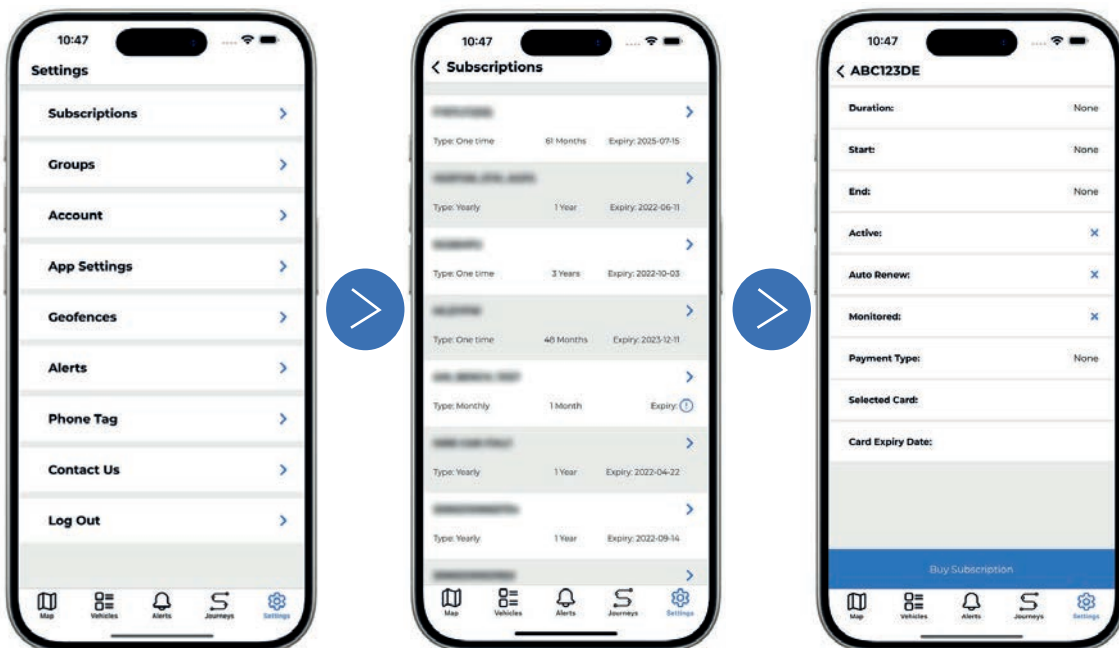 10:47
Settings
Subscriptions
Groups
Account
App Settings
Geofences
Alerts
Phone Tag
Contact Us
Log Out
Map Vehicles Alerts Journeys Settings
10:47
Subscriptions
Type: One time 61 Months Expiry: 2025-07-15
Type: Yearly 1 Year Expiry: 2022-06-11
Type: One time 3 Years Expiry: 2022-10-03
Type: One time 48 Months Expiry: 2023-12-11
Type: Monthly 1 Month Expiry:
Type: Yearly 1 Year Expiry: 2022-04-22
Type: Yearly 1 Year Expiry: 2022-09-14
Map Vehicles Alerts Journeys Settings
10:47
ABC123DE
Duration: None
Start: None
End: None
Active:
Auto Renew:
Monitored:
Payment Type: None
Selected Card:
Card Expiry Date:
Buy Subscription
Map Vehicles Alerts Journeys Settings